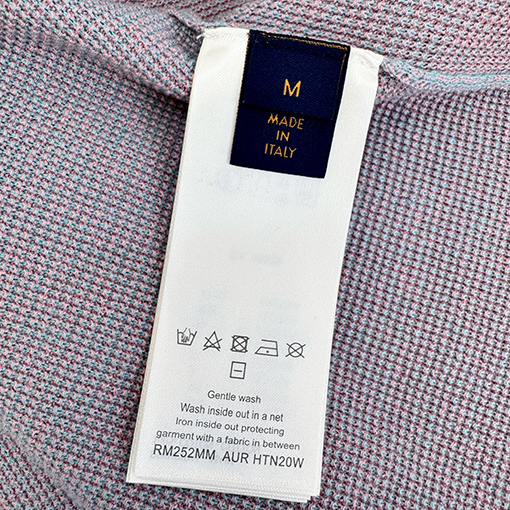 M
MADE
IN
ITALY
Gentle wash
Wash inside out in a net
Iron inside out protecting
garment with a fabric in between
RM252MM AUR HTN20W